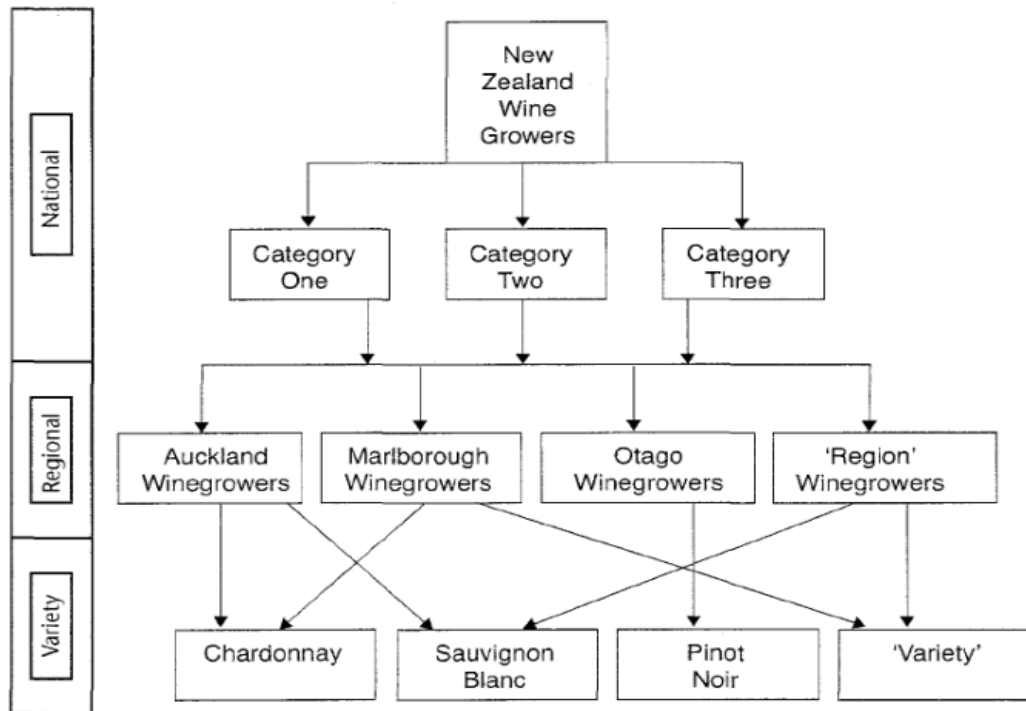 New
Zealand
Wine
Growers
National
Category
One
Category
Two
Category
Three
Regional
Auckland
Winegrowers
Marlborough
Winegrowers
Otago
Winegrowers
‘Region’
Winegrowers
Variety
Chardonnay
Sauvignon
Blanc
Pinot
Noir
‘Variety’